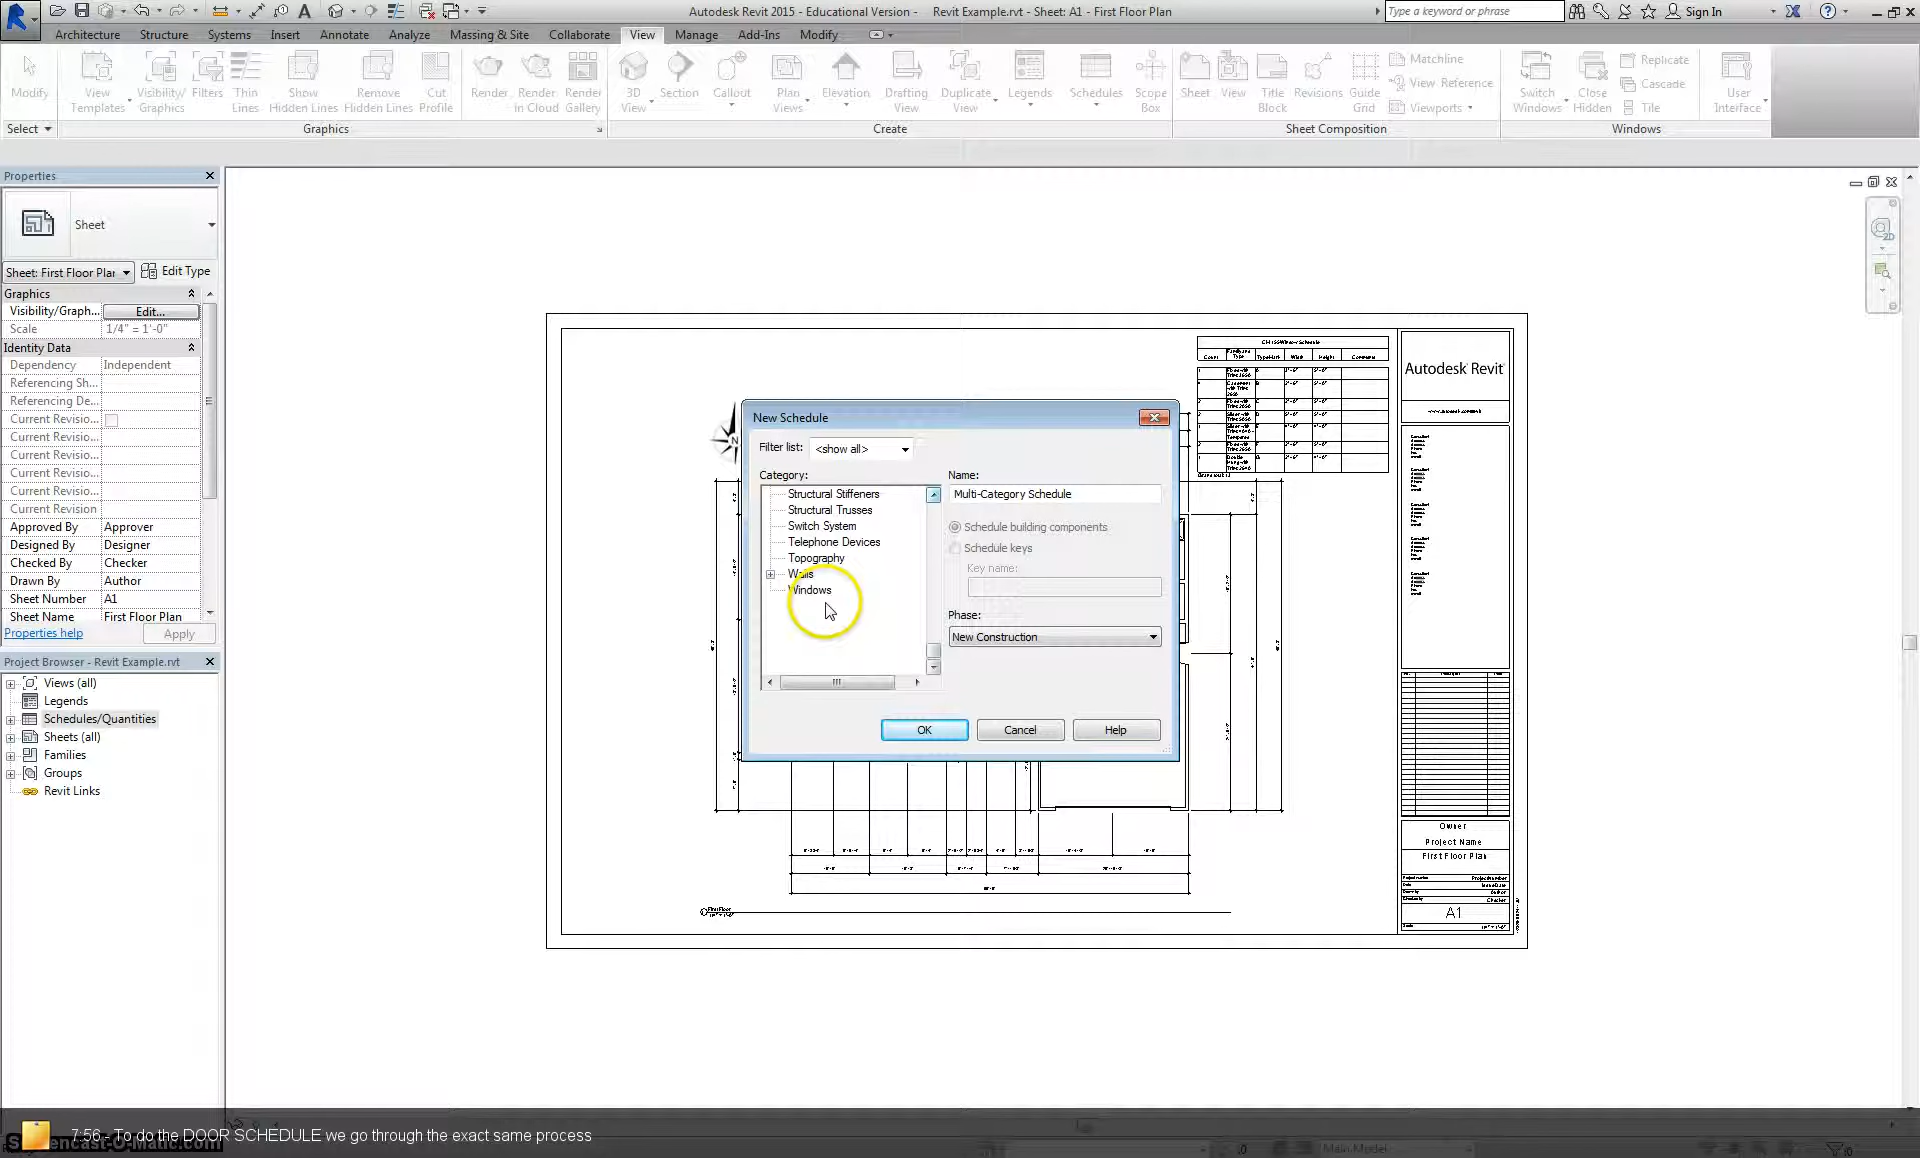 Autodesk Revit 2015 - Educational Version - Revit Example.rvt - Sheet: A1 - First Floor Plan
Type a keyword or phrase
Sign In
Architecture Structure Systems Insert Annotate Analyze Massing & Site Collaborate View Manage Add-Ins Modify
Modify
View Templates
Visibility/ Graphics
Filters
Thin Lines
Show Hidden Lines
Remove Hidden Lines
Cut Profile
Render
Render in Cloud
Render Gallery
3D View
Section
Callout
Plan Views
Elevation
Drafting View
Duplicate View
Legends
Schedules
Scope Box
Sheet
View
Title Block
Revisions
Guide Grid
Matchline
View Reference
Viewports
Switch Windows
Close Hidden
Replicate
Cascade
Tile
User Interface
Select
Graphics
Create
Sheet Composition
Windows
Properties
Sheet
Sheet: First Floor Plar
Edit Type
Graphics
Visibility/Graph... Edit...
Scale 1/4" = 1'-0"
Identity Data
Dependency Independent
Referencing Sh...
Referencing De...
Current Revisio...
Current Revisio...
Current Revisio...
Current Revisio...
Current Revisio...
Current Revision
Approved By Approver
Designed By Designer
Checked By Checker
Drawn By Author
Sheet Number A1
Sheet Name First Floor Plan
Properties help
Apply
Project Browser - Revit Example.rvt
Views (all)
Legends
Schedules/Quantities
Sheets (all)
Families
Groups
Revit Links
New Schedule
Filter list: <show all>
Category:
Structural Stiffeners
Structural Trusses
Switch System
Telephone Devices
Topography
Walls
Windows
Name:
Multi-Category Schedule
Schedule building components
Schedule keys
Key name:
Phase:
New Construction
OK
Cancel
Help
N
Autodesk Revit
Owner
Project Name
First Floor Plan
A1
7:56 - To do the DOOR SCHEDULE we go through the exact same process
Main Model